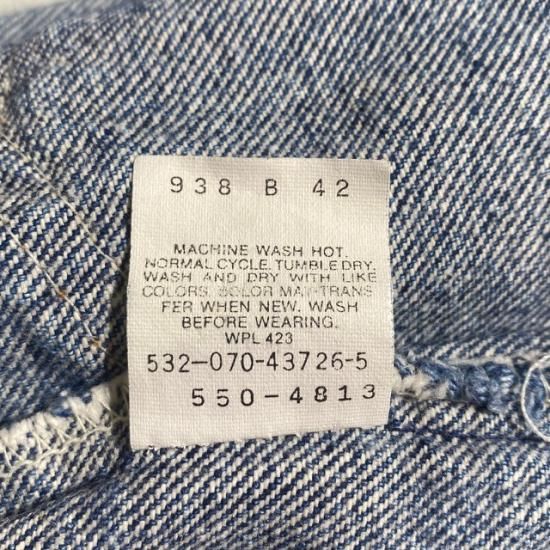 938 B 42
MACHINE WASH HOT.
NORMAL CYCLE. TUMBLE DRY.
WASH AND DRY WITH LIKE
COLORS. COLOR MAY TRANS
FER WHEN NEW. WASH
BEFORE WEARING.
WPL 423
532-070-43726-5
550-4813